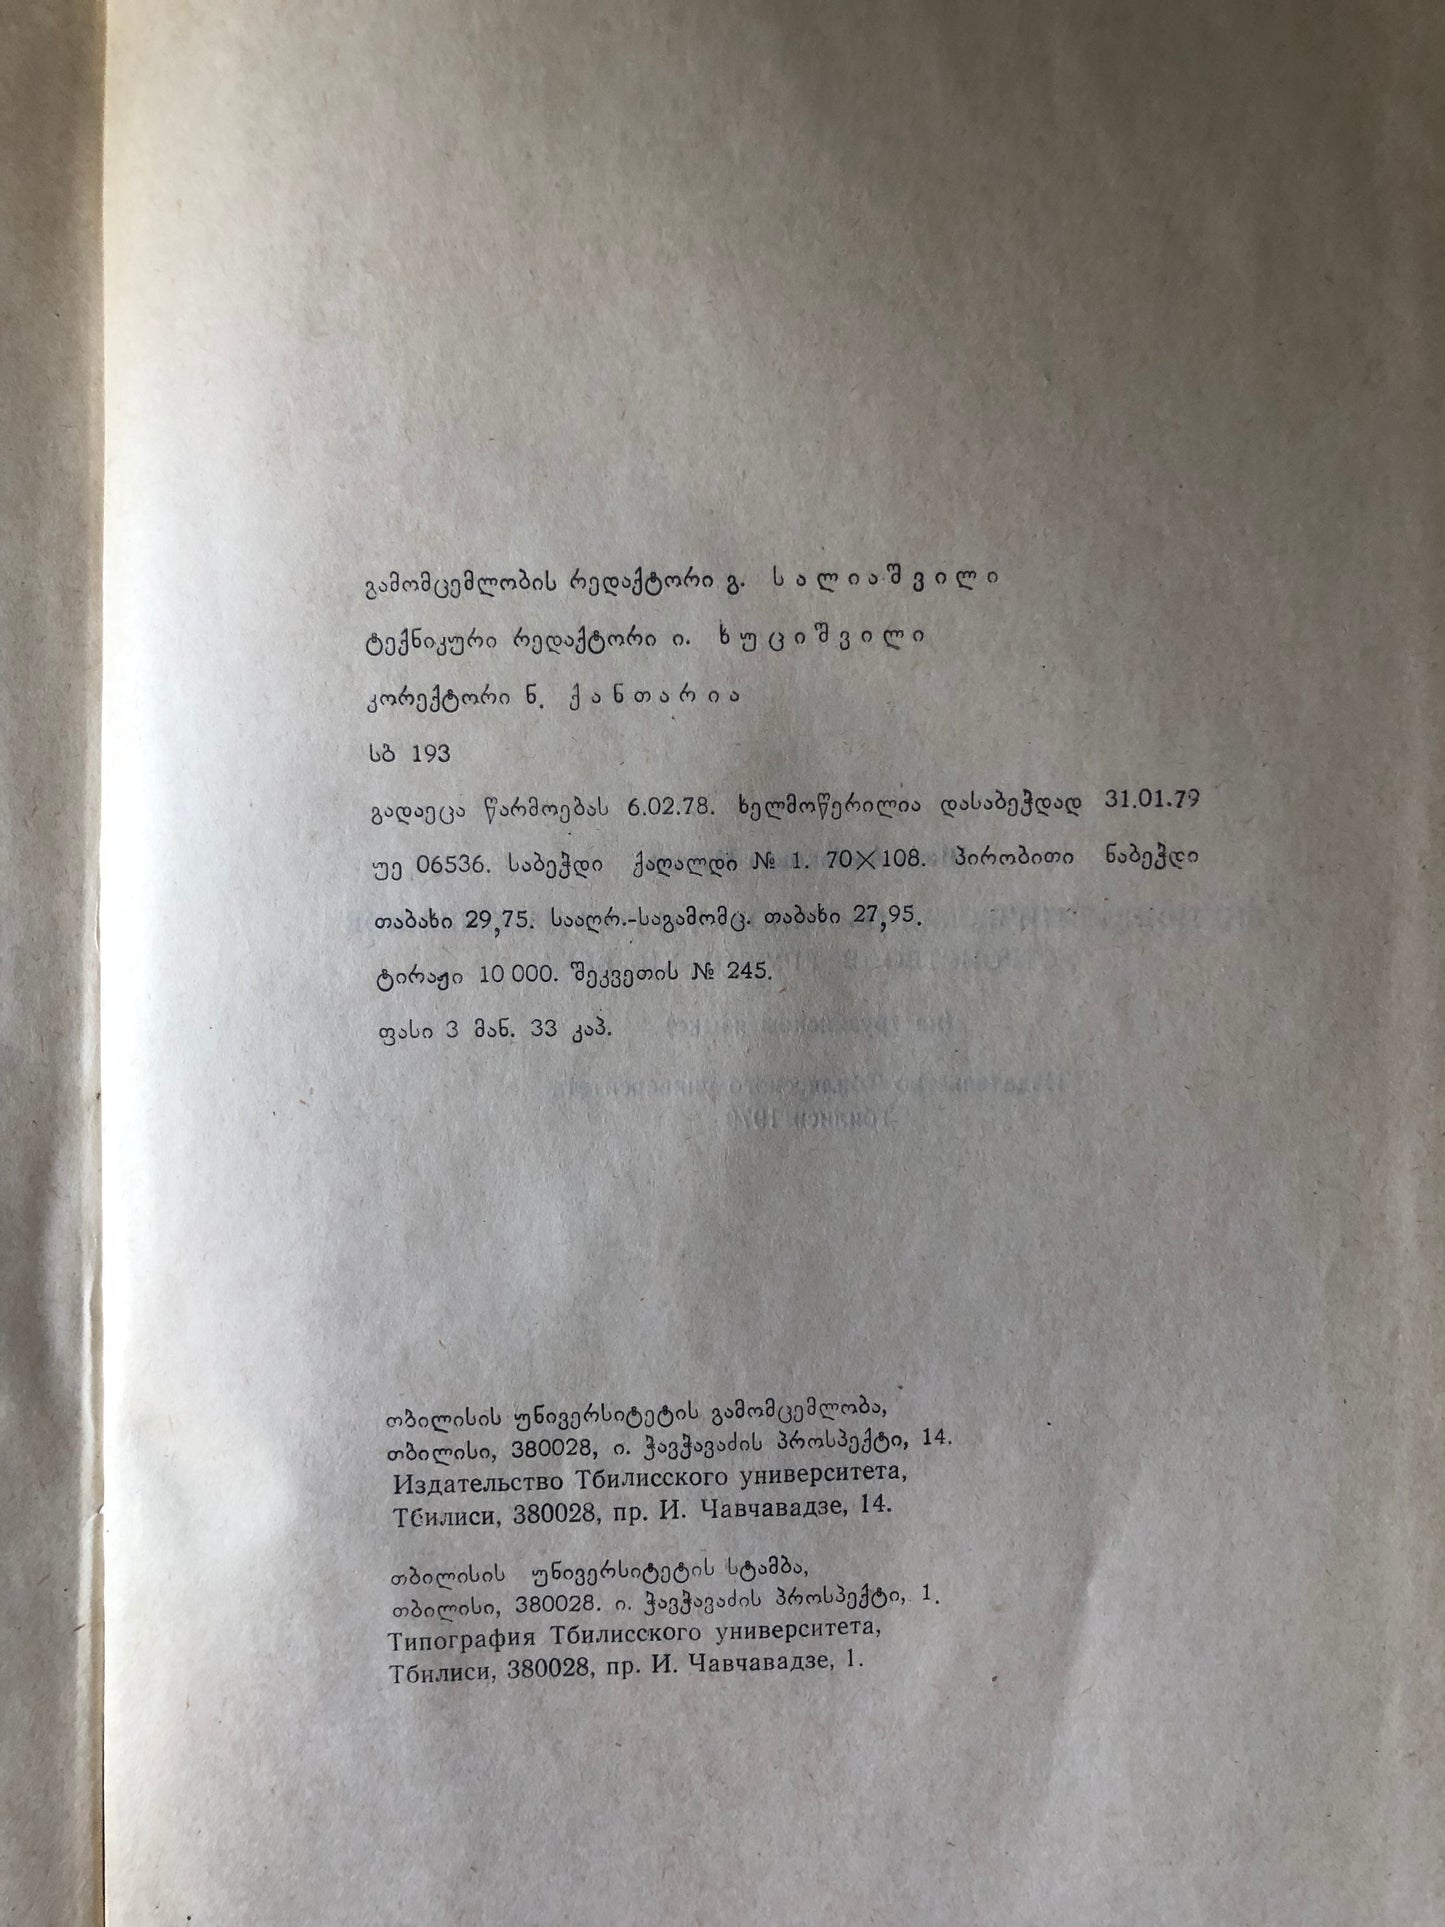 გამომცემლობის რედაქტორი გ. სალიაშვილი
ტექნიკური რედაქტორი ი. ხუციშვილი
კორექტორი ნ. ქანთარია
სბ 193
გადაეცა წარმოებას 6.02.78. ხელმოწერილია დასაბეჭდად 31.01.79
უე 06536. საბეჭდი ქაღალდი № 1. 70×108. პირობითი ნაბეჭდი
თაბახი 29,75. სააღრ.-საგამომც. თაბახი 27,95.
ტირაჟი 10 000. შეკვეთის № 245.
ფასი 3 მან. 33 კაპ.
თბილისის უნივერსიტეტის გამომცემლობა,
თბილისი, 380028, ი. ჭავჭავაძის პროსპექტი, 14.
Издательство Тбилисского университета,
Тбилиси, 380028, пр. И. Чавчавадзе, 14.
თბილისის უნივერსიტეტის სტამბა,
თბილისი, 380028. ი. ჭავჭავაძის პროსპექტი, 1.
Типография Тбилисского университета,
Тбилиси, 380028, пр. И. Чавчавадзе, 1.